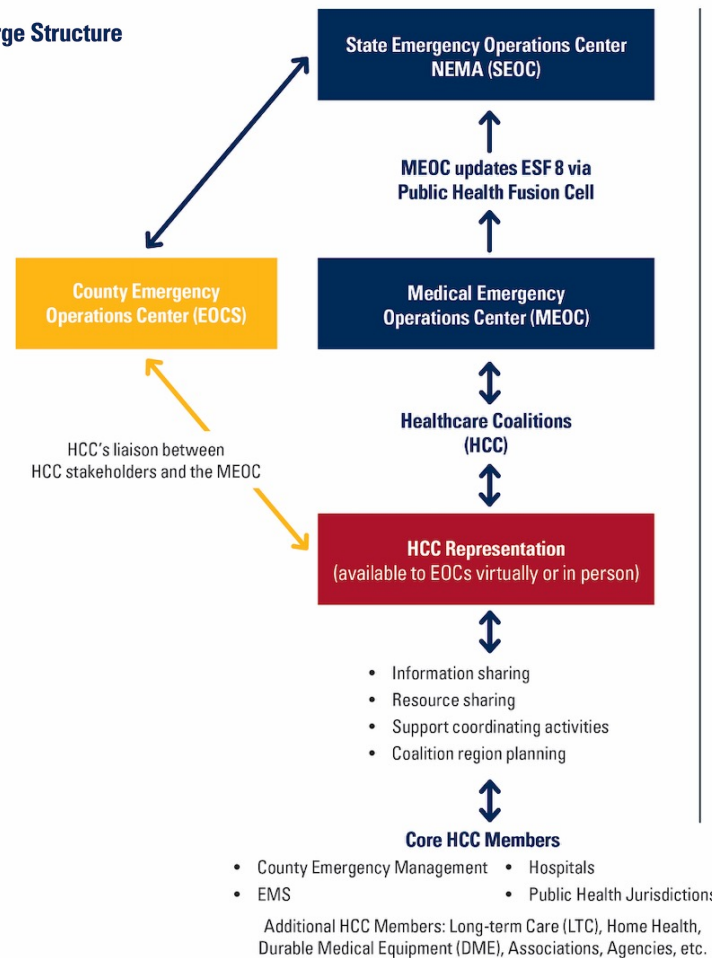 Structure
State Emergency Operations Center
NEMA (SEOC)
MEOC updates ESF 8 via
Public Health Fusion Cell
County Emergency
Operations Center (EOCS)
Medical Emergency
Operations Center (MEOC)
Healthcare Coalitions
(HCC)
HCC's liaison between
HCC stakeholders and the MEOC
HCC Representation
(available to EOCs virtually or in person)
• Information sharing
• Resource sharing
• Support coordinating activities
• Coalition region planning
Core HCC Members
• County Emergency Management • Hospitals
• EMS • Public Health Jurisdictions
Additional HCC Members: Long-term Care (LTC), Home Health,
Durable Medical Equipment (DME), Associations, Agencies, etc.